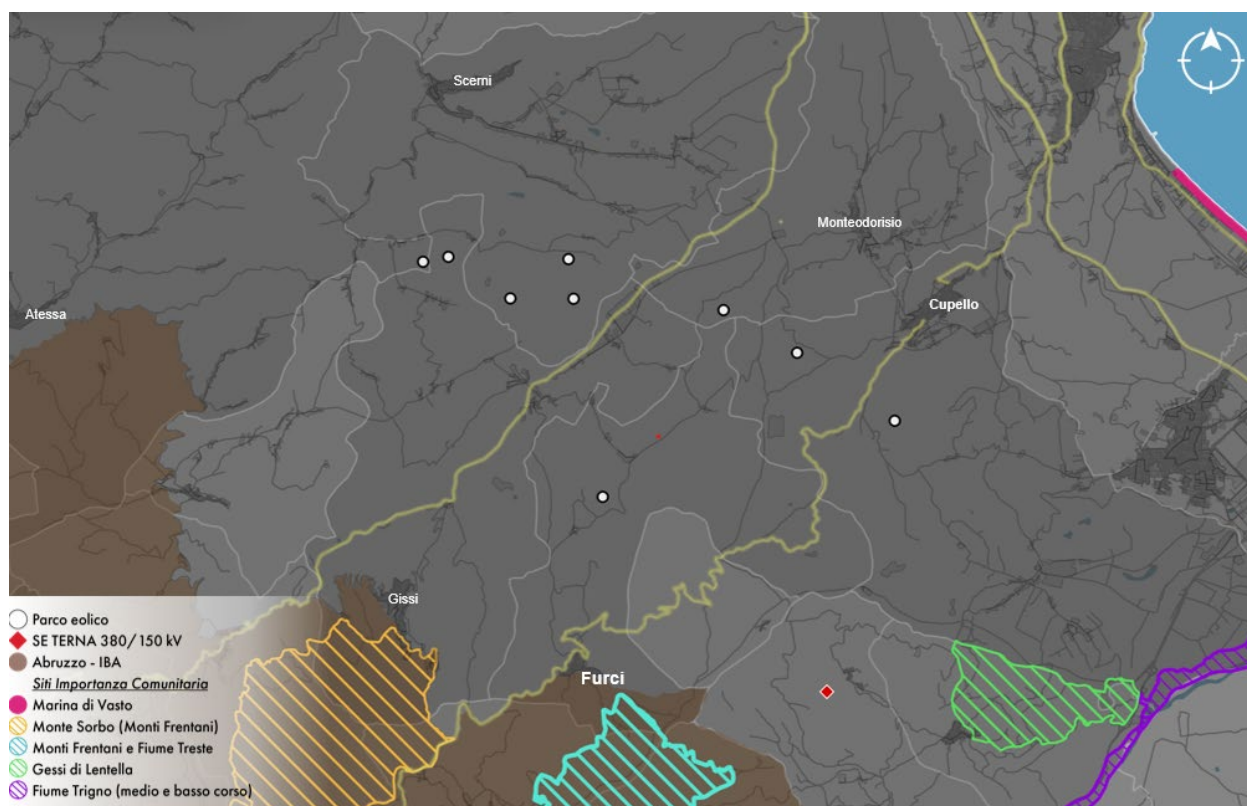 Scerni
Monteodorisio
Cupello
Atessa
Gissi
Furci
Parco eolico
SE TERNA 380/150 kV
Abruzzo - IBA
Siti Importanza Comunitaria
Marina di Vasto
Monte Sorbo (Monti Frentani)
Monti Frentani e Fiume Treste
Gessi di Lentella
Fiume Trigno (medio e basso corso)